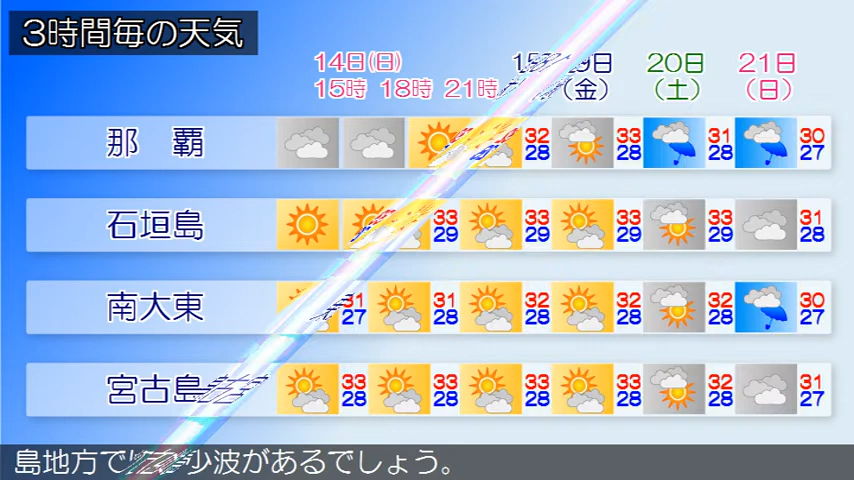 3時間毎の天気
14日(日)
15時 18時 21時
日 20日 21日
(金) (土) (日)
那覇 32 28 33 28 31 28 30 27
石垣島 33 29 33 29 33 29 33 29 31 28
南大東 31 27 31 28 32 28 32 28 32 28 30 27
宮古島 33 28 33 28 33 28 33 28 32 28 31 27
島地方で 少波があるでしょう。